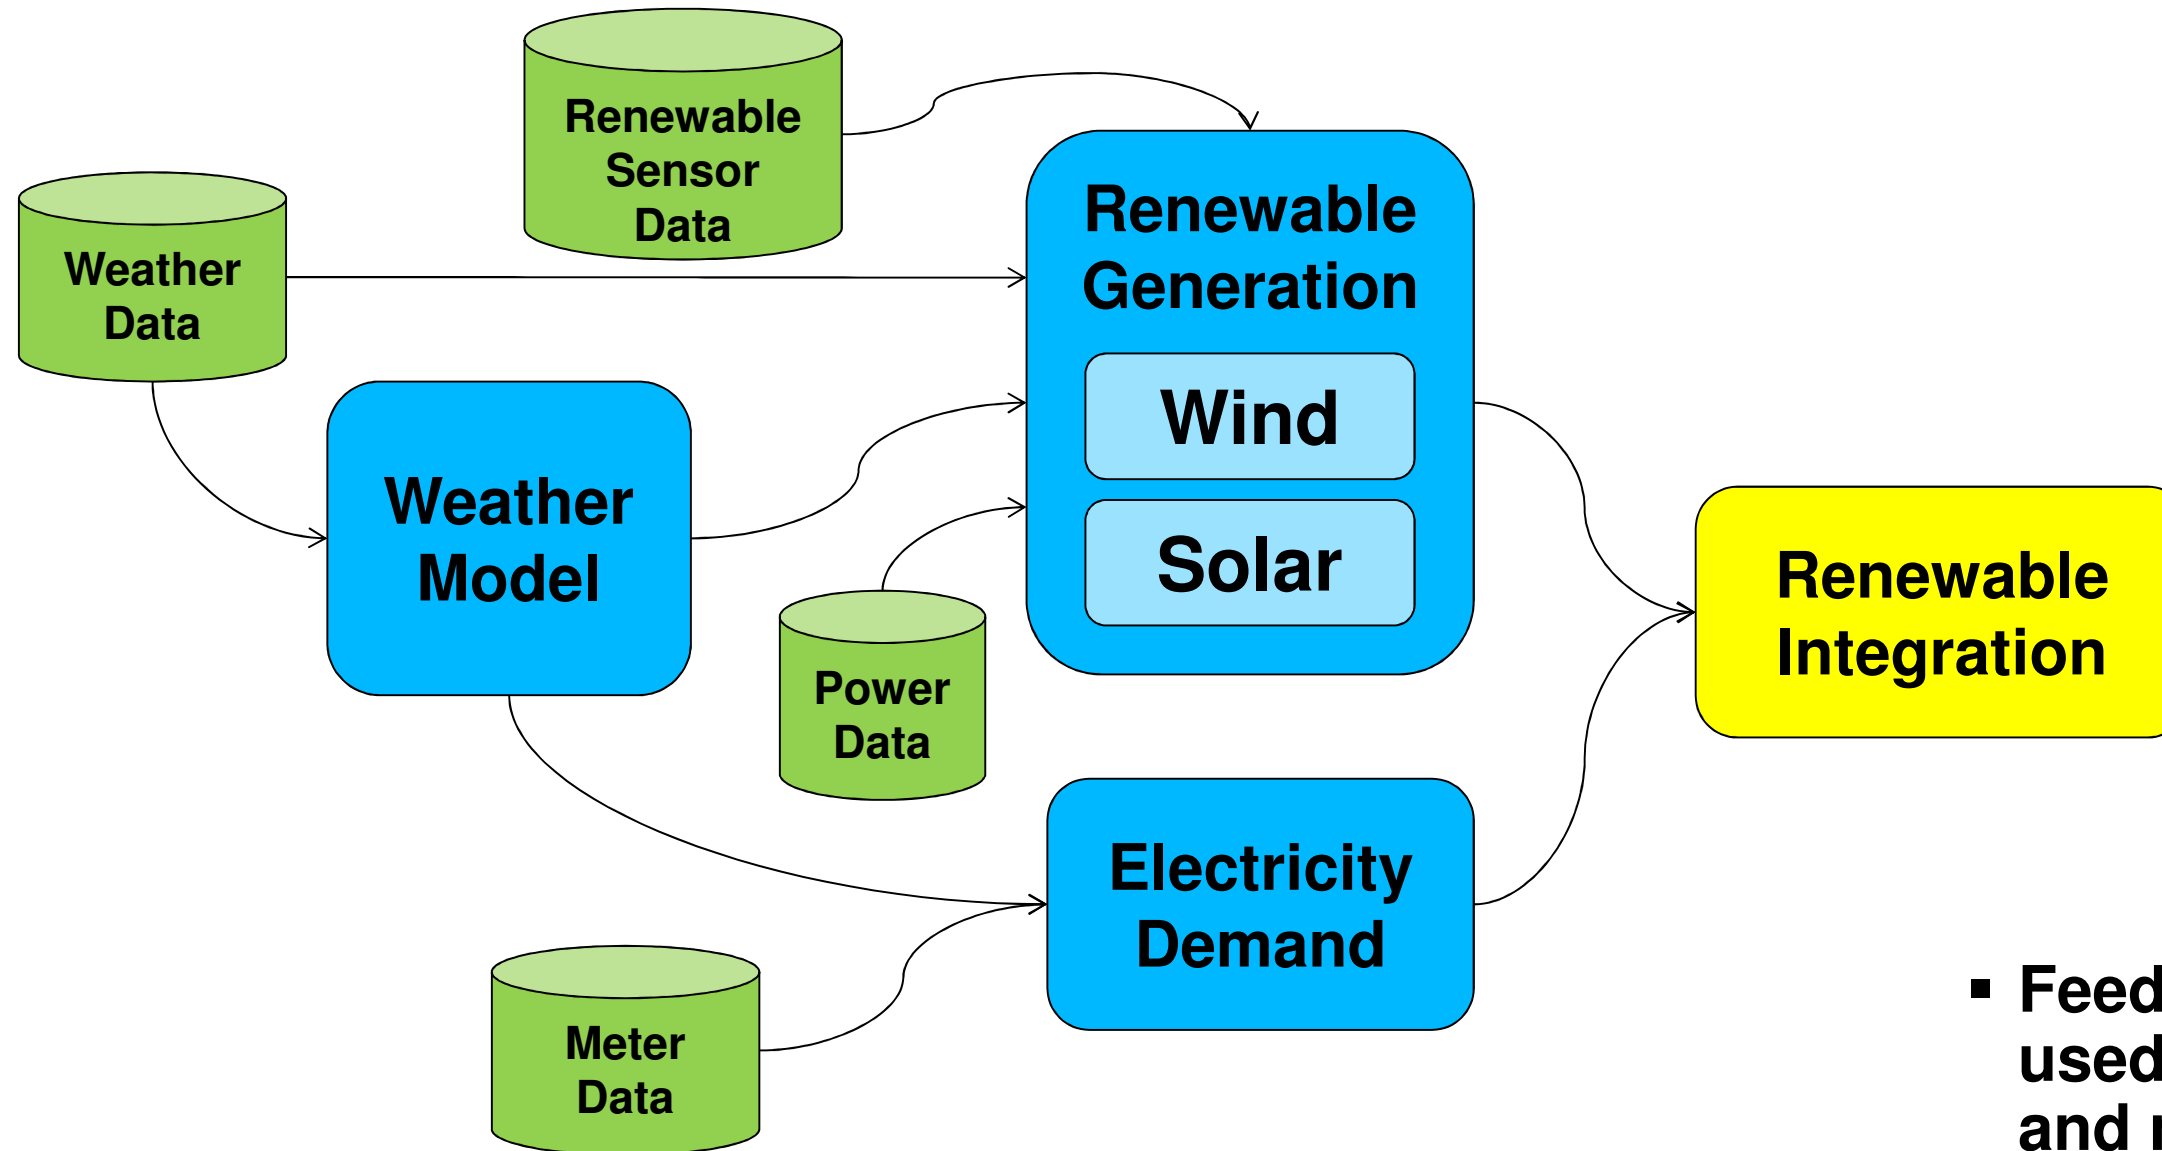 Renewable
Sensor
Data
Weather
Data
Renewable
Generation
Wind
Solar
Weather
Model
Power
Data
Renewable
Integration
Electricity
Demand
Meter
Data
▪ Feed
used
and